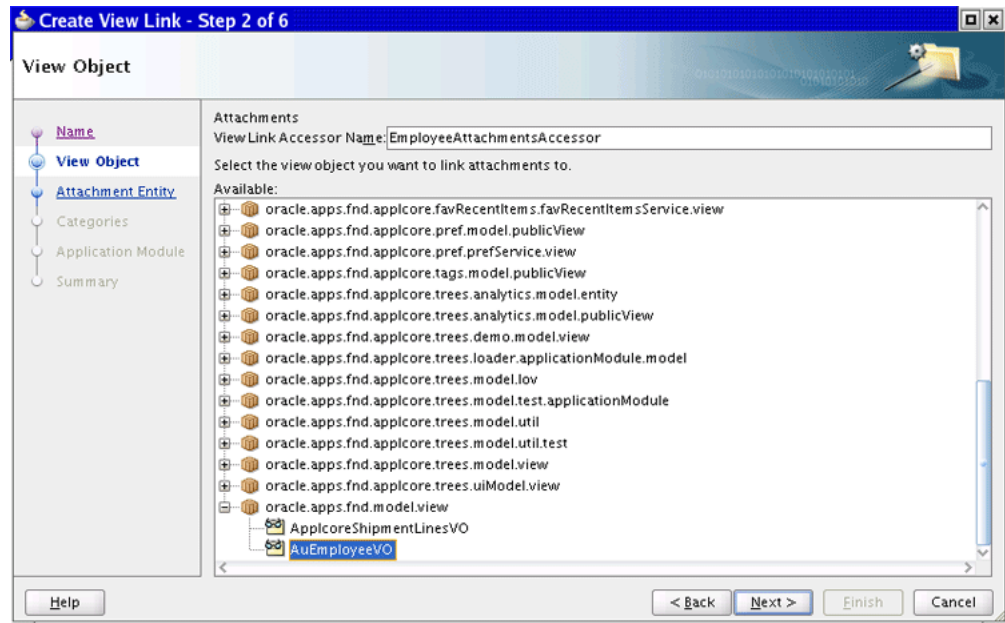 Create View Link - Step 2 of 6
View Object
Name
View Object
Attachment Entity
Categories
Application Module
Summary
Attachments
View Link Accessor Name: EmployeeAttachmentsAccessor
Select the view object you want to link attachments to.
Available:
oracle.apps.fnd.applcore.favRecentItems.favRecentItemsService.view
oracle.apps.fnd.applcore.pref.model.publicView
oracle.apps.fnd.applcore.pref.prefService.view
oracle.apps.fnd.applcore.tags.model.publicView
oracle.apps.fnd.applcore.trees.analytics.model.entity
oracle.apps.fnd.applcore.trees.analytics.model.publicView
oracle.apps.fnd.applcore.trees.demo.model.view
oracle.apps.fnd.applcore.trees.loader.applicationModule.model
oracle.apps.fnd.applcore.trees.model.lov
oracle.apps.fnd.applcore.trees.model.test.applicationModule
oracle.apps.fnd.applcore.trees.model.util
oracle.apps.fnd.applcore.trees.model.util.test
oracle.apps.fnd.applcore.trees.model.view
oracle.apps.fnd.applcore.trees.uiModel.view
oracle.apps.fnd.model.view
ApplcoreShipmentLinesVO
AuEmployeeVO
Help
< Back
Next >
Finish
Cancel